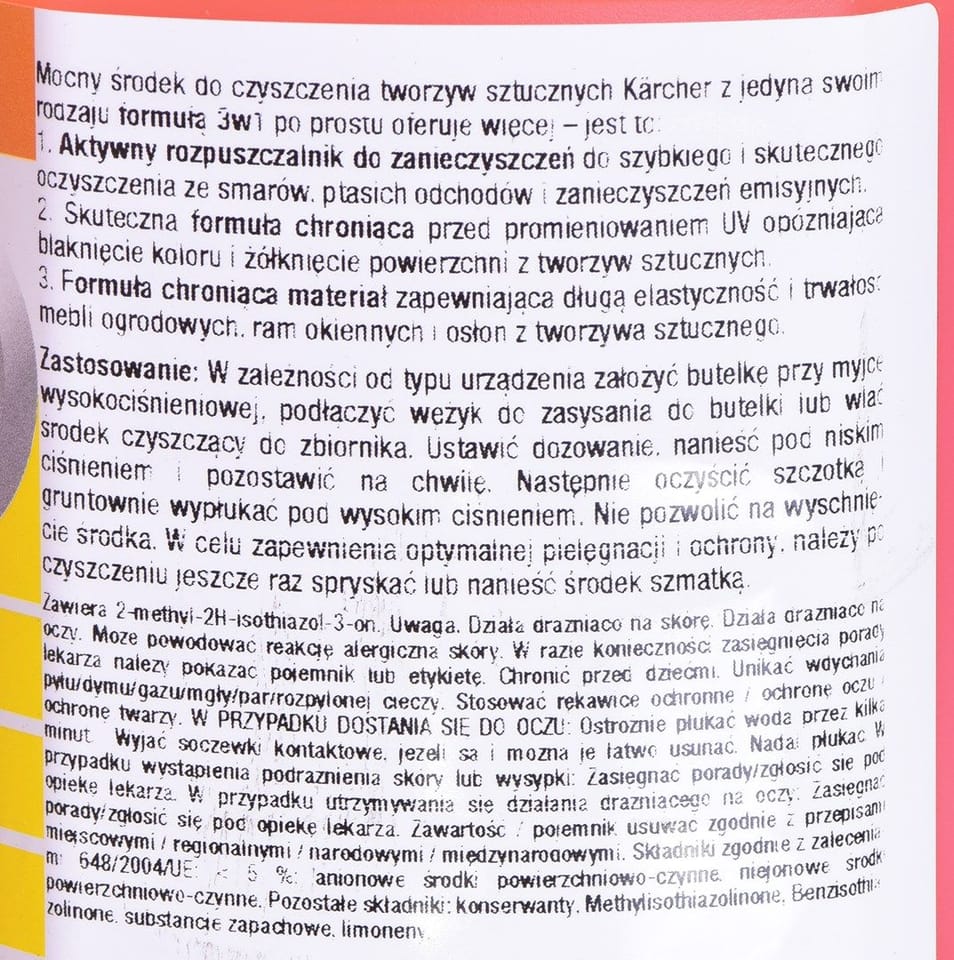 Mocny środek do czyszczenia tworzyw sztucznych Kärcher z jedyną swoim
rodzaju formułą 3w1 po prostu oferuje więcej – jest to:
1. Aktywny rozpuszczalnik do zanieczyszczeń do szybkiego i skutecznego
oczyszczenia ze smarów, ptasich odchodów i zanieczyszczeń emisyjnych.
2. Skuteczna formuła chroniąca przed promieniowaniem UV opóźniająca
blaknięcie koloru i żółknięcie powierzchni z tworzyw sztucznych.
3. Formuła chroniąca materiał zapewniająca długą elastyczność i trwałość
mebli ogrodowych, ram okiennych i osłon z tworzywa sztucznego.
Zastosowanie: W zależności od typu urządzenia założyć butelkę przy myjce
wysokociśnieniowej, podłączyć wężyk do zasysania do butelki lub wlać
środek czyszczący do zbiornika. Ustawić dozowanie, nanieść pod niskim
ciśnieniem i pozostawić na chwilę. Następnie oczyścić szczotką i
gruntownie wypłukać pod wysokim ciśnieniem. Nie pozwolić na wyschnię-
cie środka. W celu zapewnienia optymalnej pielęgnacji i ochrony, należy po
czyszczeniu jeszcze raz spryskać lub nanieść środek szmatką.
Zawiera 2-methyl-2H-isothiazol-3-on. Uwaga. Działa drażniąco na skórę. Działa drażniąco na
oczy. Może powodować reakcję alergiczną skóry. W razie konieczności zasięgnięcia porady
lekarza należy pokazać pojemnik lub etykietę. Chronić przed dziećmi. Unikać wdychania
pyłu/dymu/gazu/mgły/par/rozpylonej cieczy. Stosować rękawice ochronne / ochronę oczu /
ochronę twarzy. W PRZYPADKU DOSTANIA SIĘ DO OCZU: Ostrożnie płukać wodą przez kilka
minut. Wyjąć soczewki kontaktowe, jeżeli są i można je łatwo usunąć. Nadal płukać. W
przypadku wystąpienia podrażnienia skóry lub wysypki: Zasięgnąć porady/zgłosić się pod
opiekę lekarza. W przypadku utrzymywania się działania drażniącego na oczy: Zasięgnąć
porady/zgłosić się pod opiekę lekarza. Zawartość / pojemnik usuwać zgodnie z przepisami
miejscowymi / regionalnymi / narodowymi / międzynarodowymi. Składniki zgodnie z zalecenia
mi 648/2004/UE: < 5 %: anionowe środki powierzchniowo-czynne, niejonowe środki
powierzchniowo-czynne. Pozostałe składniki: konserwanty, Methylisothiazolinone, Benzisothia-
zolinone, substancje zapachowe, limoneny.